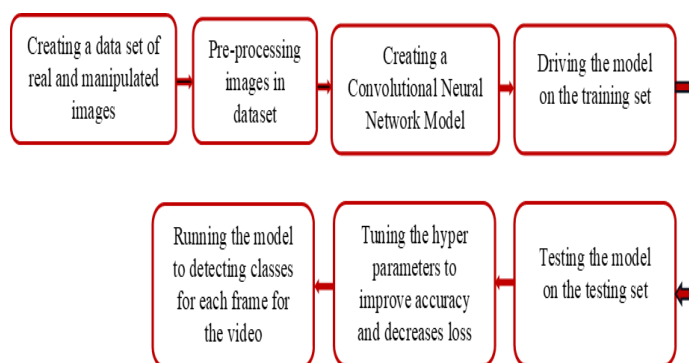 Creating a data set of
real and manipulated
images
Pre-processing
images in
dataset
Creating a
Convolutional Neural
Network Model
Driving the model
on the training set
Testing the model
on the testing set
Tuning the hyper
parameters to
improve accuracy
and decreases loss
Running the model
to detecting classes
for each frame for
the video